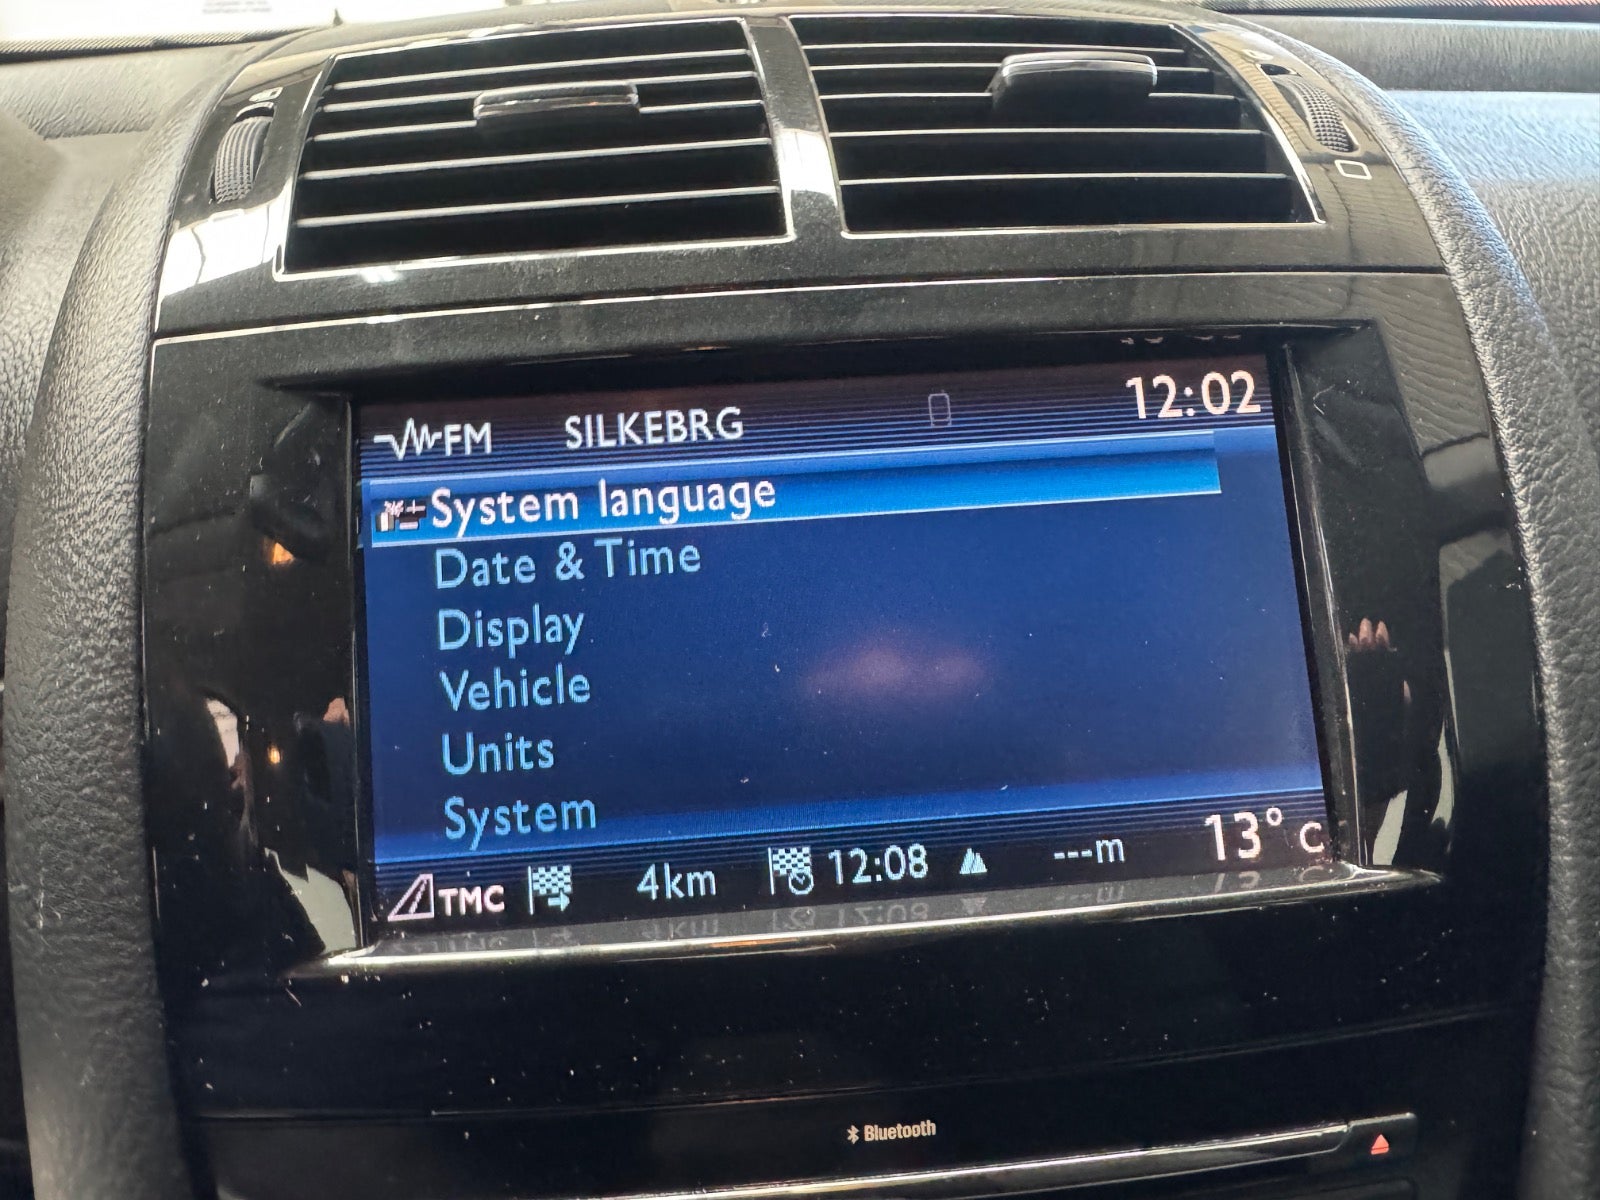 FM SILKEBRG 12:02
System language
Date & Time
Display
Vehicle
Units
System
TMC 4km 12:08 ---m 13° C
Bluetooth